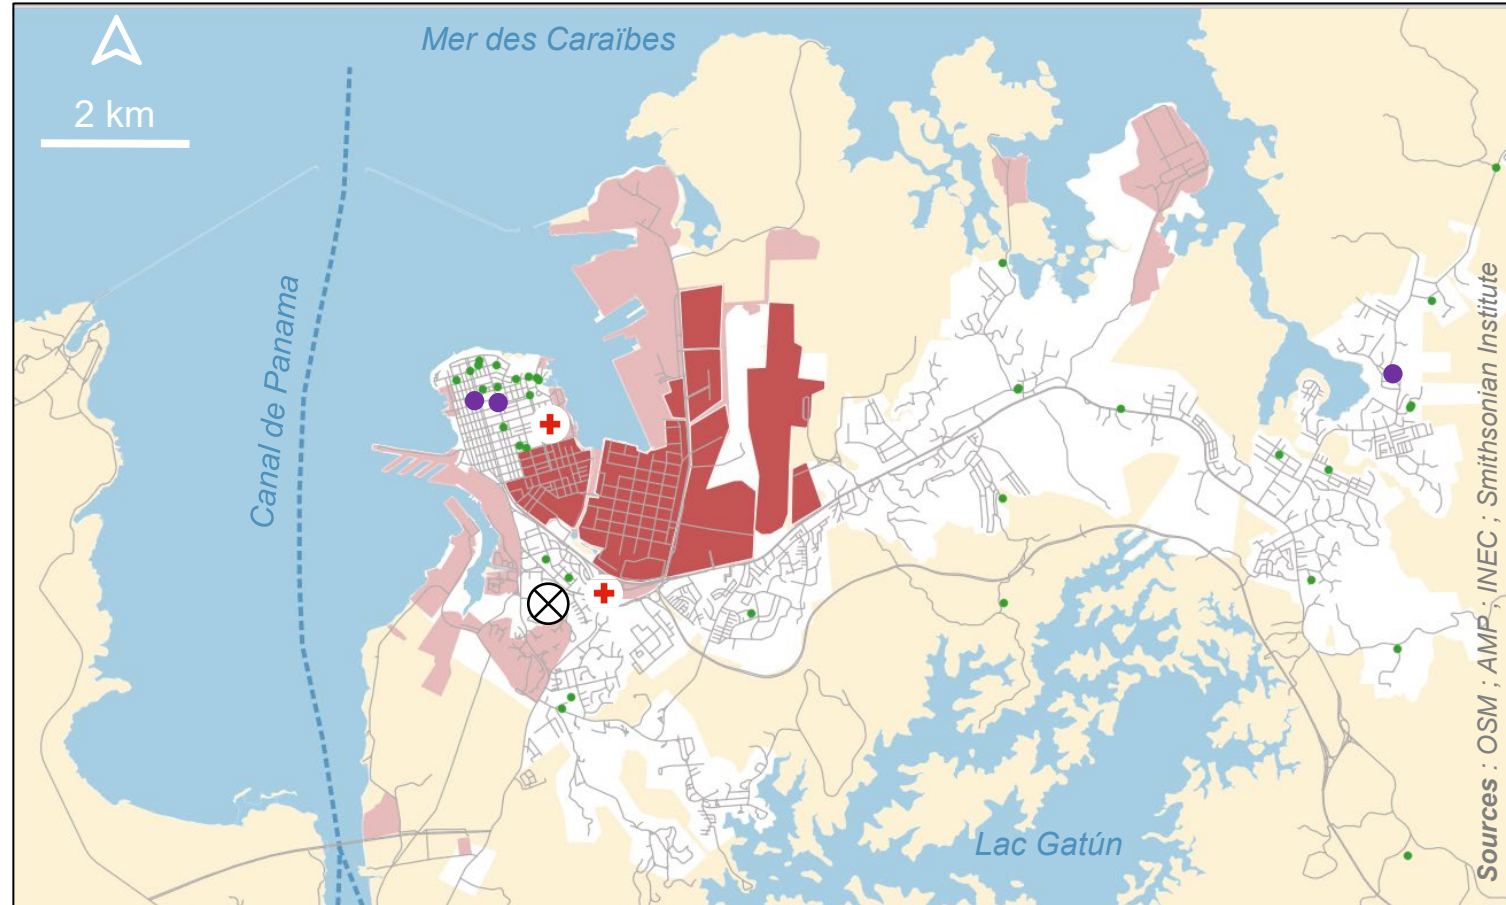 Mer des Caraïbes
2 km
Canal de Panama
Lac Gatún
Sources : OSM ; AMP ; INEC ; Smithsonian Institute